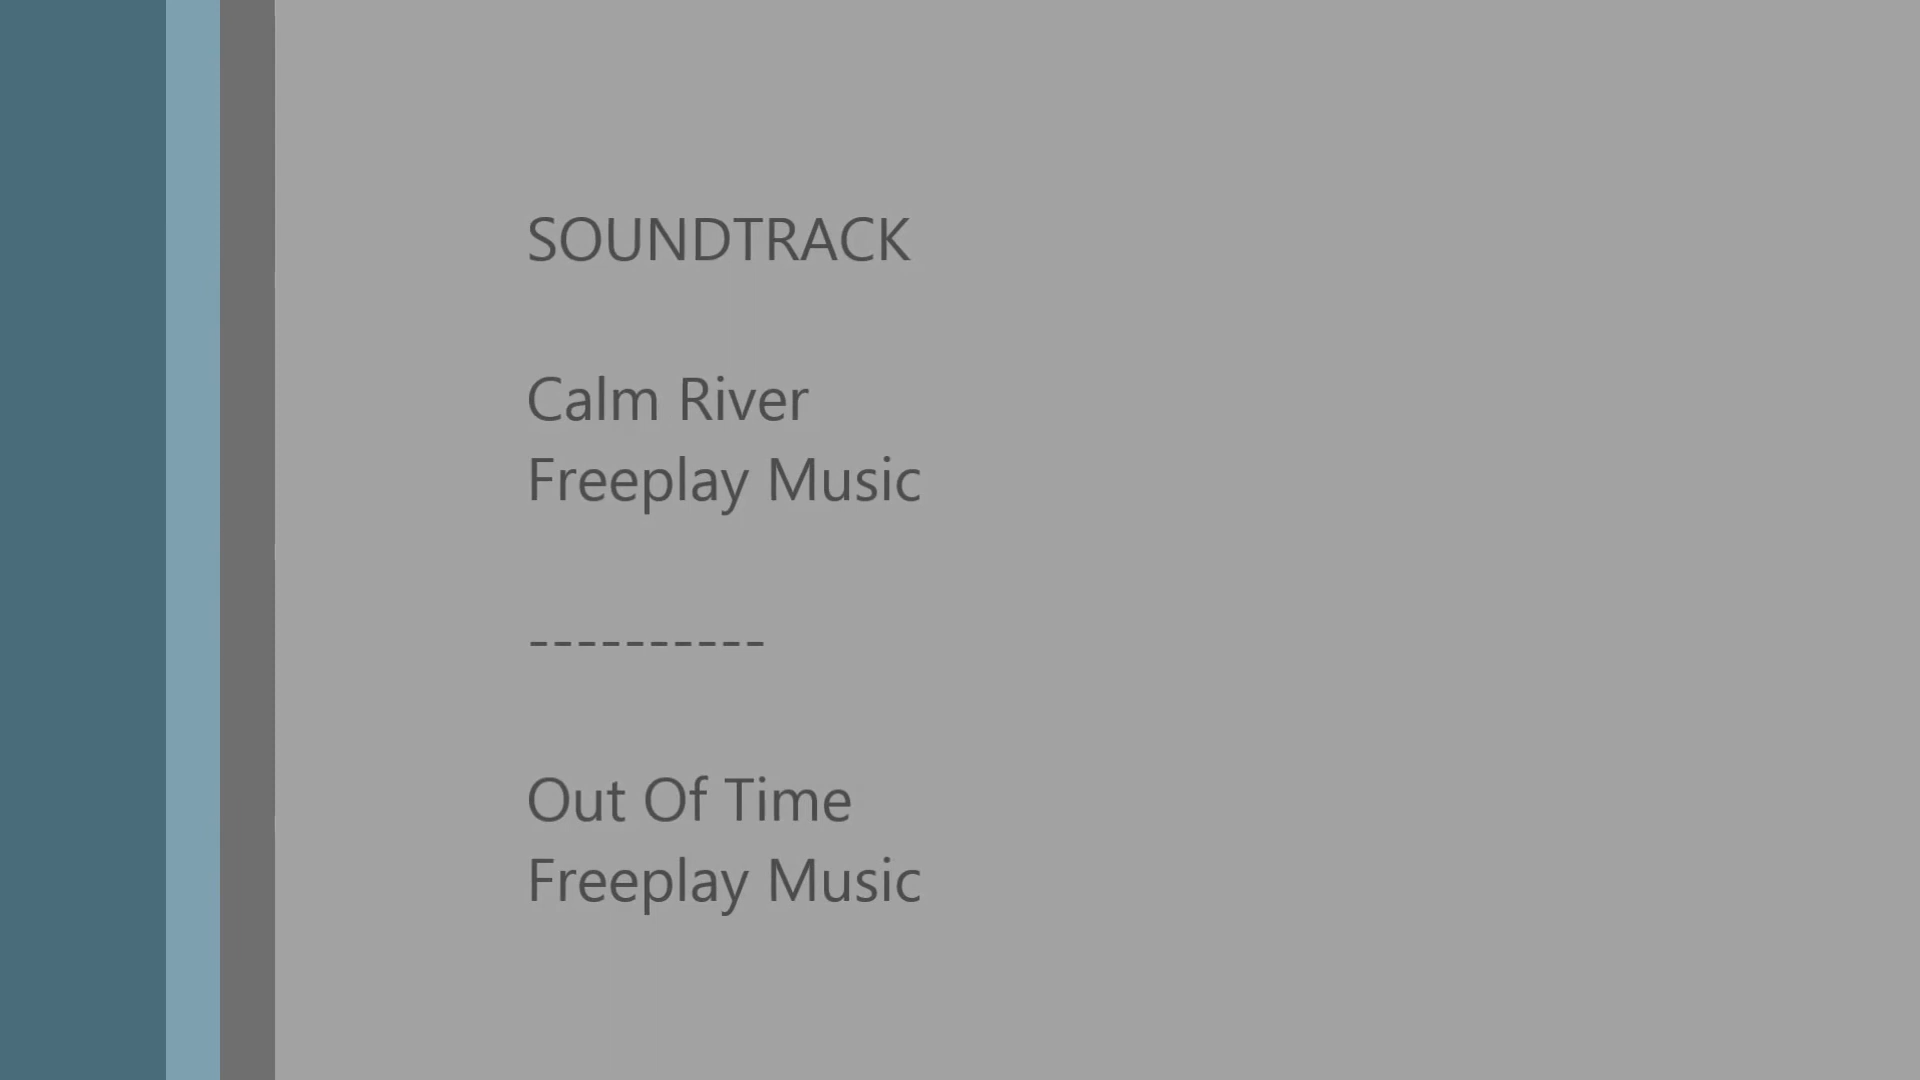 SOUNDTRACK
Calm River
Freeplay Music
----------
Out Of Time
Freeplay Music